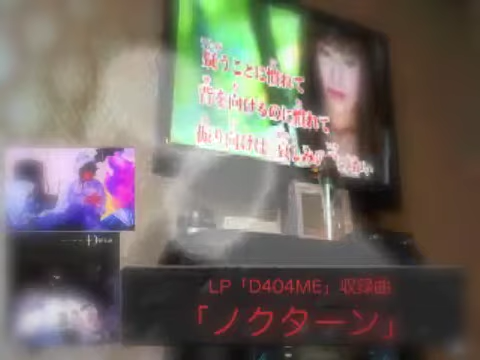 疑うことに慣れて
背を向けるのに慣れて
振り向けば
LP「D404ME」収録曲
「ノクターン」